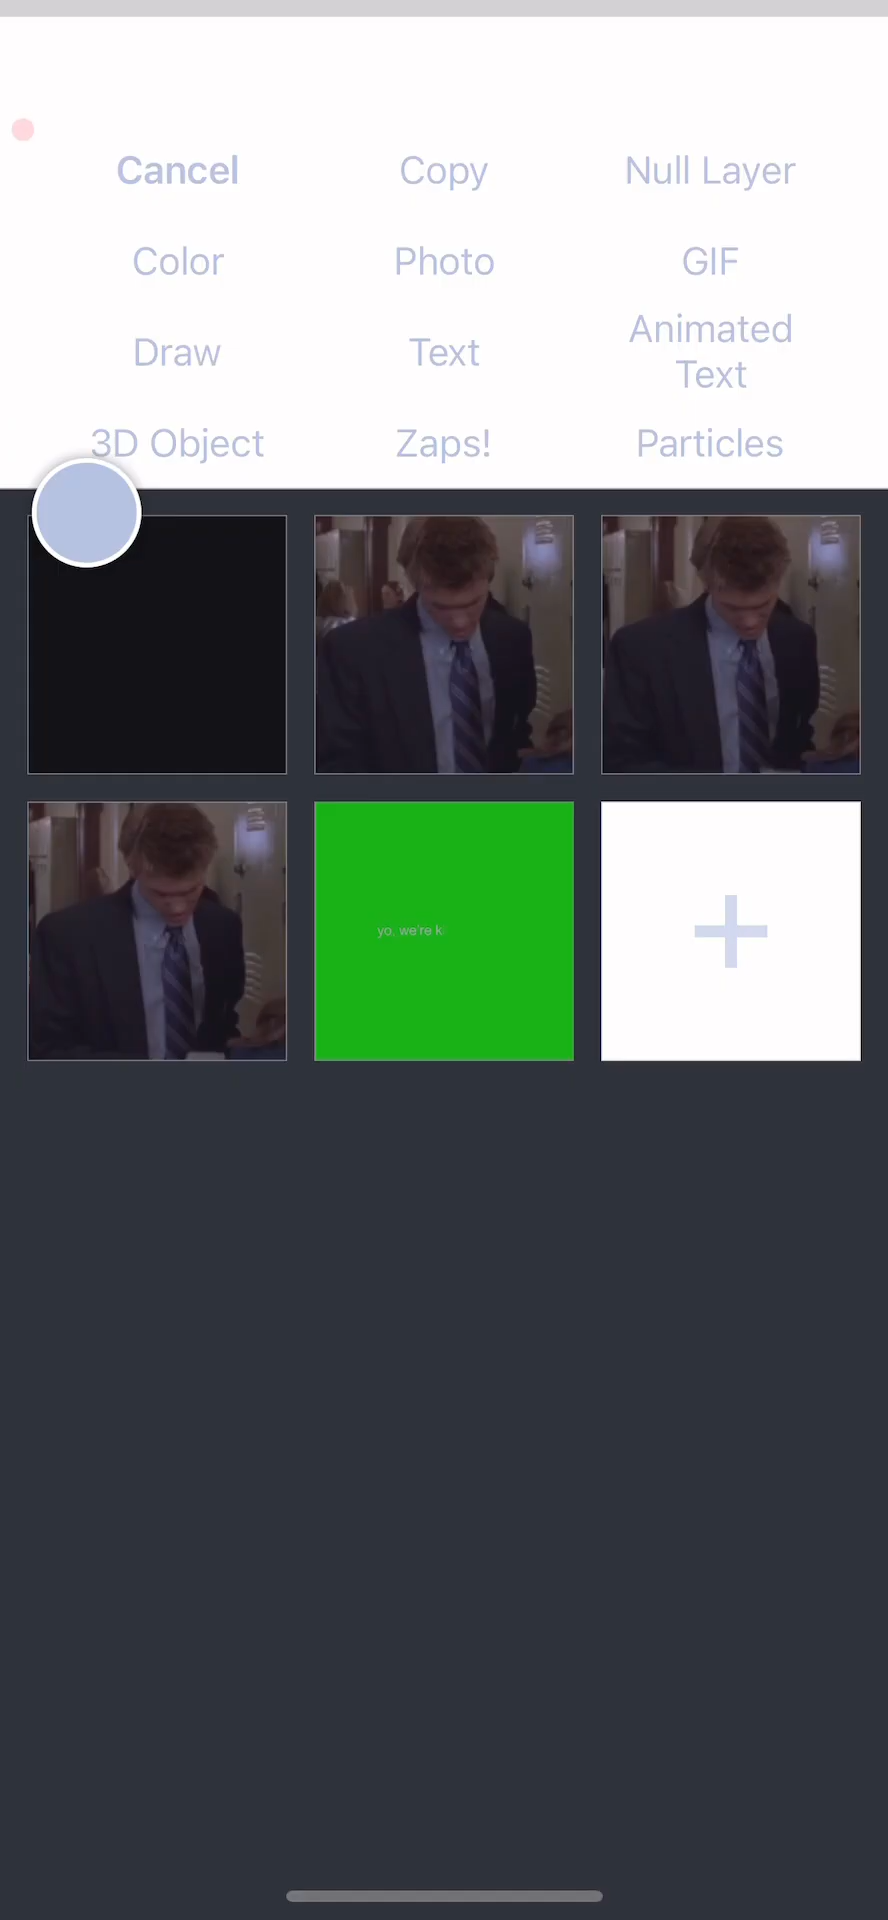 Cancel Copy Null Layer
Color Photo GIF
Draw Text Animated Text
3D Object Zaps! Particles
yo, we're k